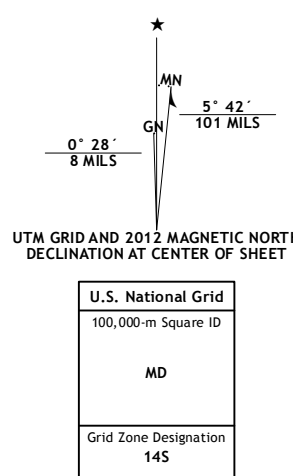 ★
MN
5° 42´
101 MILS
GN
0° 28´
8 MILS
UTM GRID AND 2012 MAGNETIC NORTH
DECLINATION AT CENTER OF SHEET
U.S. National Grid
100,000-m Square ID
MD
Grid Zone Designation
14S